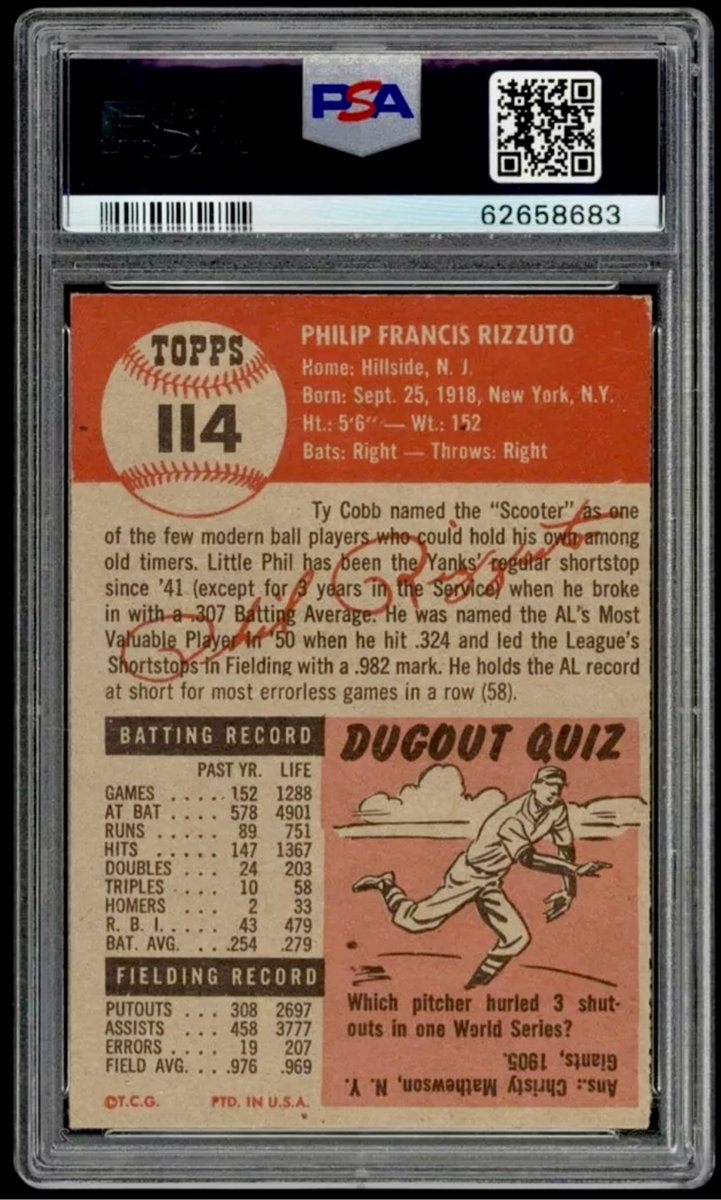 PSA
62658683
TOPPS
114
PHILIP FRANCIS RIZZUTO
Home: Hillside, N. J.
Born: Sept. 25, 1918, New York, N.Y.
Ht.: 5'6" — Wt.: 152
Bats: Right — Throws: Right
Ty Cobb named the "Scooter" as one
of the few modern ball players who could hold his own among
old timers. Little Phil has been the Yanks' regular shortstop
since '41 (except for 3 years in the Service) when he broke
in with a .307 Batting Average. He was named the AL's Most
Valuable Player in '50 when he hit .324 and led the League's
Shortstops in Fielding with a .982 mark. He holds the AL record
at short for most errorless games in a row (58).
Phil Rizzuto
BATTING RECORD
PAST YR. LIFE
GAMES ..... 152 1288
AT BAT ..... 578 4901
RUNS ..... 89 751
HITS ..... 147 1367
DOUBLES .... 24 203
TRIPLES .... 10 58
HOMERS ... 2 33
R. B. I. .... 43 479
BAT. AVG. ... .254 .279
FIELDING RECORD
PUTOUTS ... 308 2697
ASSISTS ... 458 3777
ERRORS .... 19 207
FIELD AVG. ... .976 .969
©T.C.G. PTD. IN U.S.A.
DUGOUT QUIZ
Which pitcher hurled 3 shut-
outs in one World Series?
Ans.: Christy Mathewson, N. Y.
Giants, 1905.